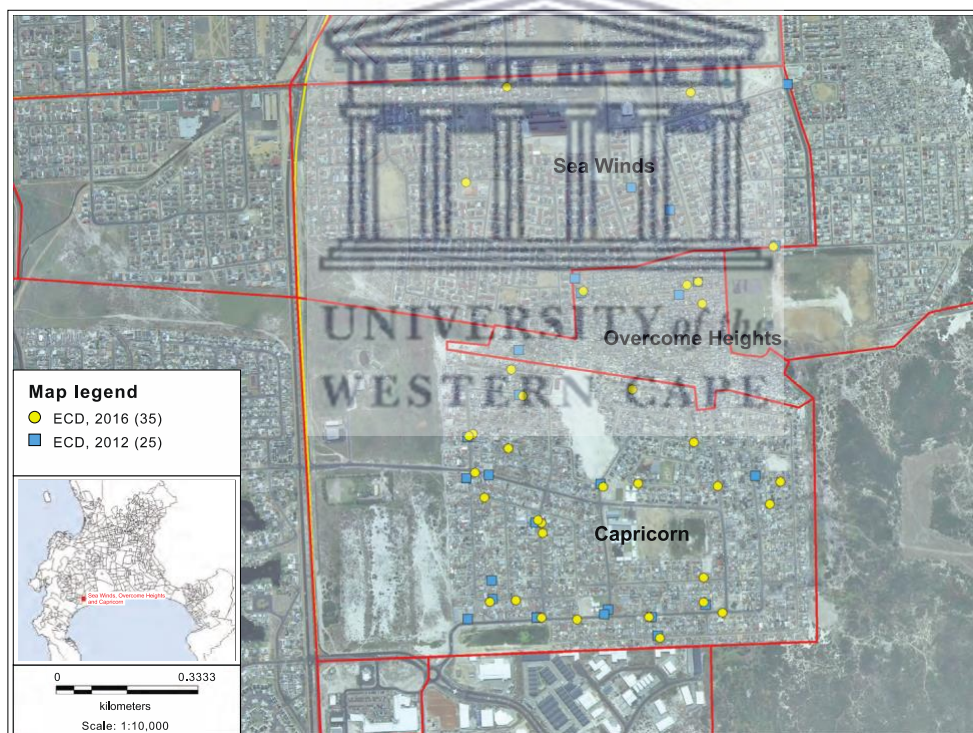 Sea Winds
UNIVERSITY of the
Overcome Heights
WESTERN CAPE
Capricorn
Map legend
ECD, 2016 (35)
ECD, 2012 (25)
Sea Winds, Overcome Heights
and Capricorn
0 0.3333
kilometers
Scale: 1:10,000